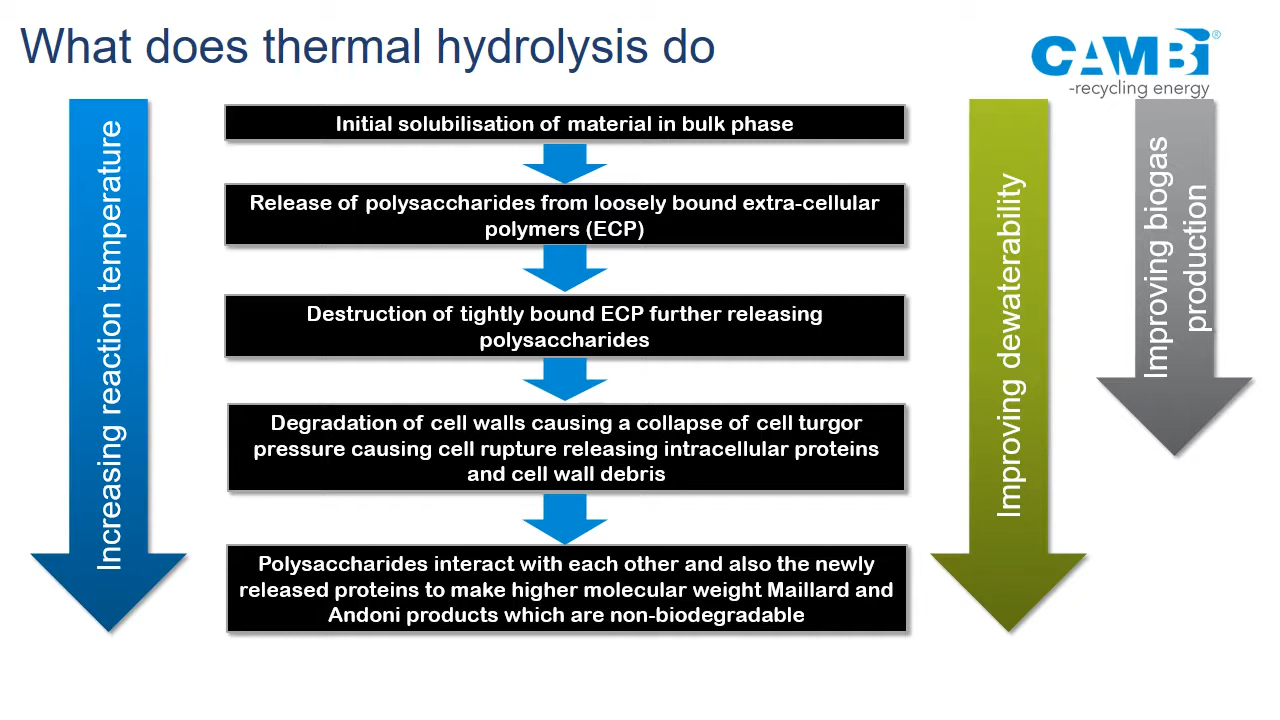 What does thermal hydrolysis do
CAMBi®
-recycling energy
Increasing reaction temperature
Initial solubilisation of material in bulk phase
Release of polysaccharides from loosely bound extra-cellular
polymers (ECP)
Destruction of tightly bound ECP further releasing
polysaccharides
Degradation of cell walls causing a collapse of cell turgor
pressure causing cell rupture releasing intracellular proteins
and cell wall debris
Polysaccharides interact with each other and also the newly
released proteins to make higher molecular weight Maillard and
Andoni products which are non-biodegradable
Improving dewaterability
Improving biogas
production